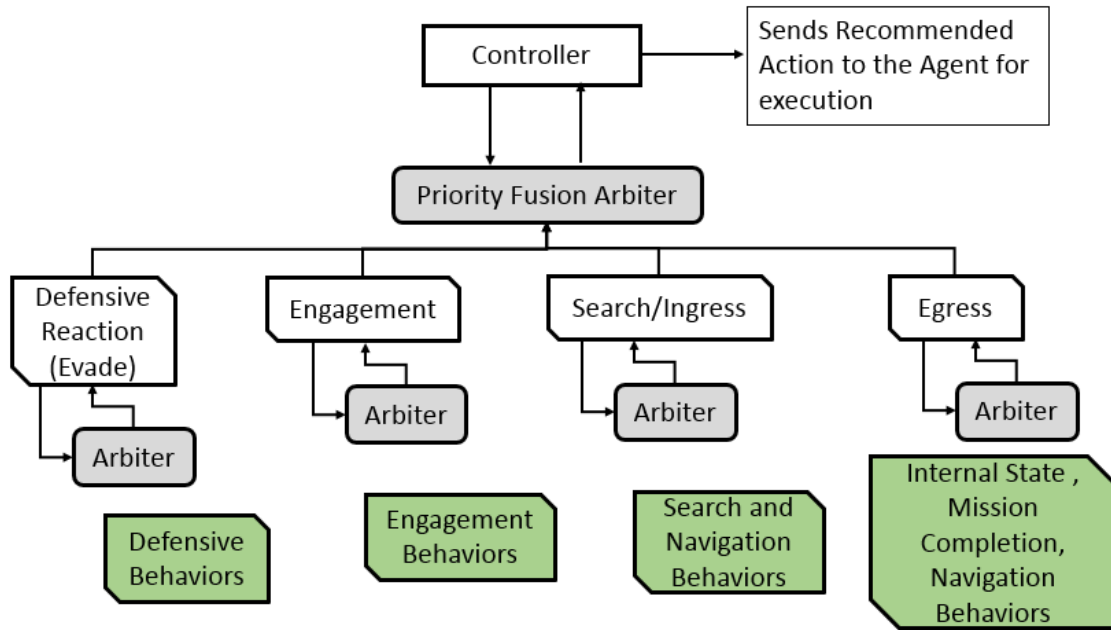 Controller
Sends Recommended
Action to the Agent for
execution
Priority Fusion Arbiter
Defensive
Reaction
(Evade)
Engagement
Search/Ingress
Egress
Arbiter
Arbiter
Arbiter
Arbiter
Defensive
Behaviors
Engagement
Behaviors
Search and
Navigation
Behaviors
Internal State ,
Mission
Completion,
Navigation
Behaviors